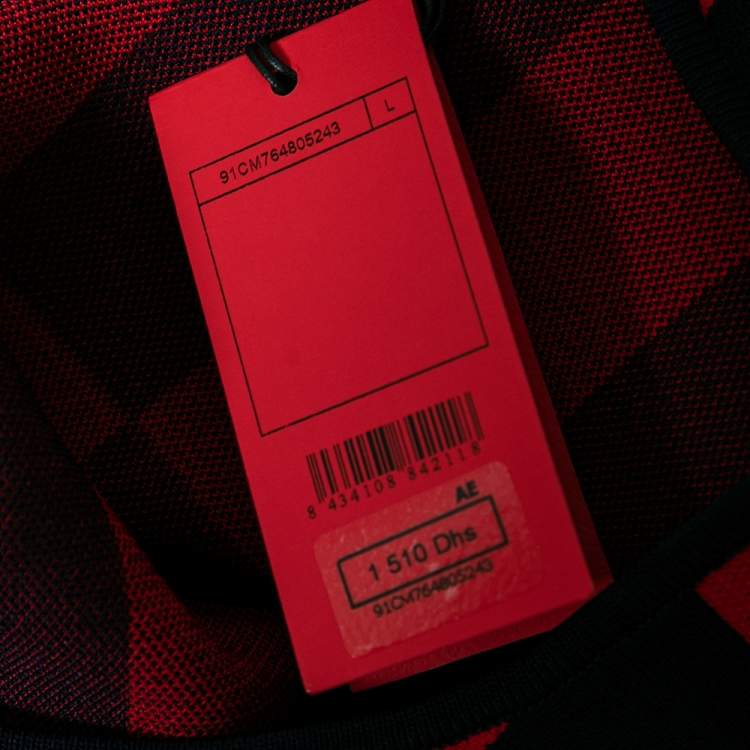 91CM764805243 L
8 434108 842118
AE
1 510 Dhs
91CM764805243